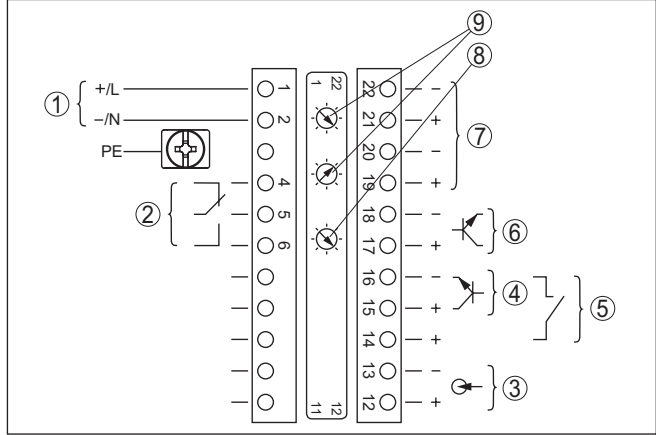 ⑨
⑧
① +/L 1 1 22 22 −
−/N 2 21 + ⑦
PE 20 −
4 19 +
② 5 18 − ⑥
6 17 +
16 − ④
15 + ⑤
14 +
13 − ③
11 12 12 +